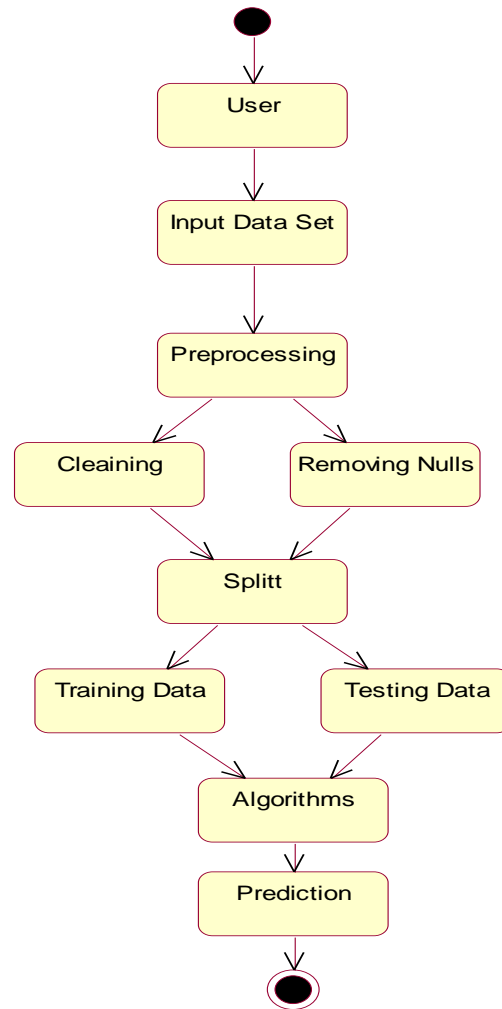 User
Input Data Set
Preprocessing
Cleaining
Removing Nulls
Splitt
Training Data
Testing Data
Algorithms
Prediction